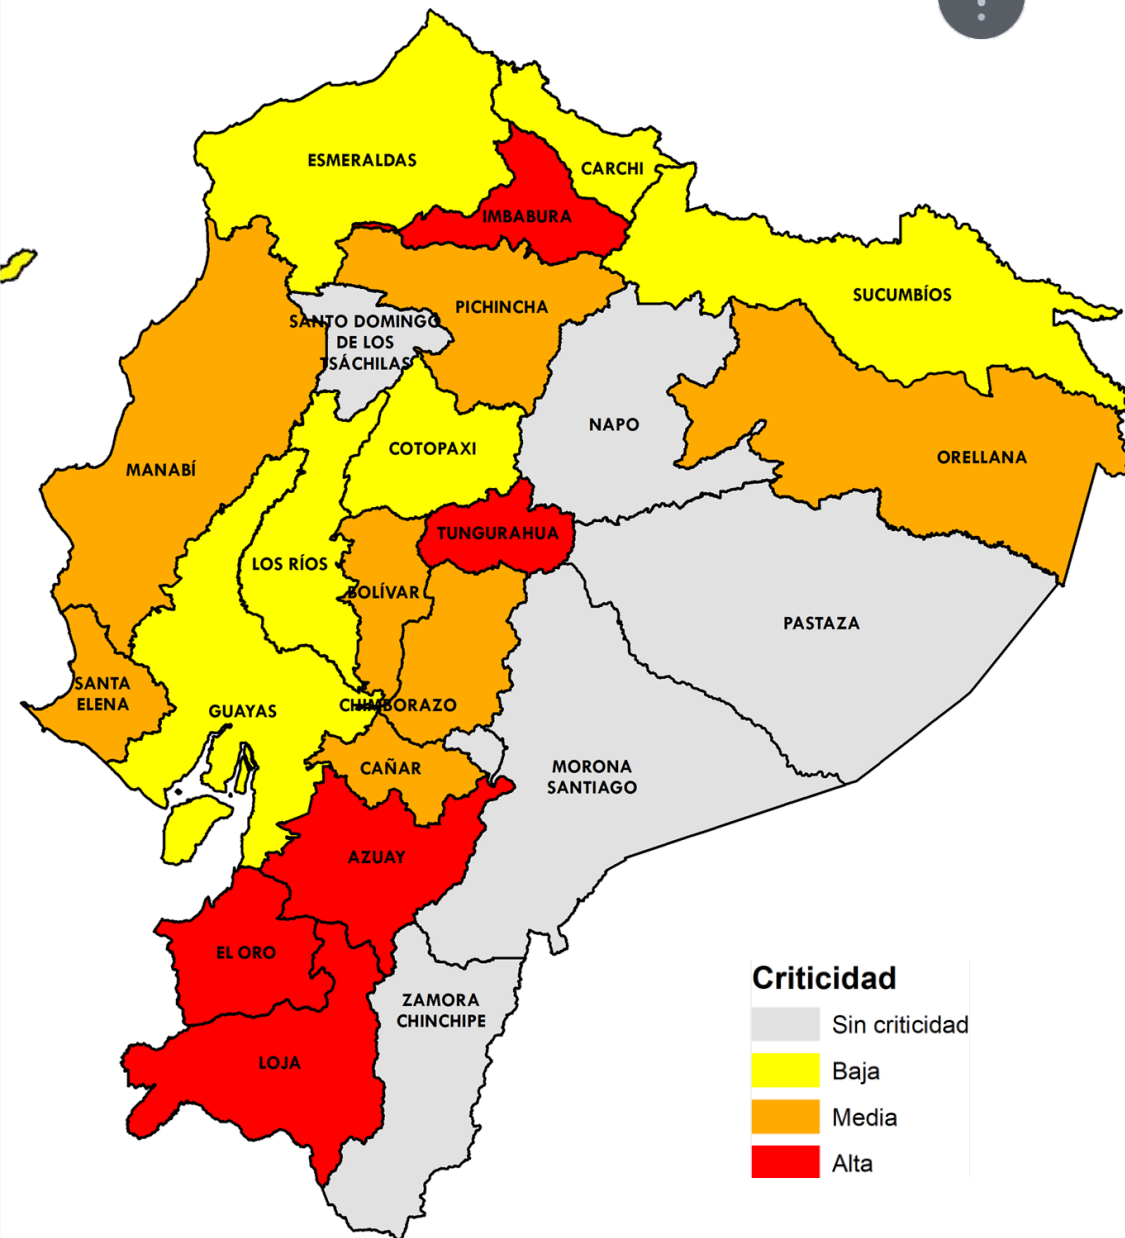 ESMERALDAS
CARCHI
IMBABURA
SUCUMBÍOS
PICHINCHA
SANTO DOMINGO
DE LOS
TSÁCHILAS
NAPO
COTOPAXI
ORELLANA
MANABÍ
TUNGURAHUA
LOS RÍOS
BOLÍVAR
PASTAZA
SANTA
ELENA
GUAYAS
CHIMBORAZO
CAÑAR
MORONA
SANTIAGO
AZUAY
EL ORO
ZAMORA
CHINCHIPE
LOJA
Criticidad
Sin criticidad
Baja
Media
Alta